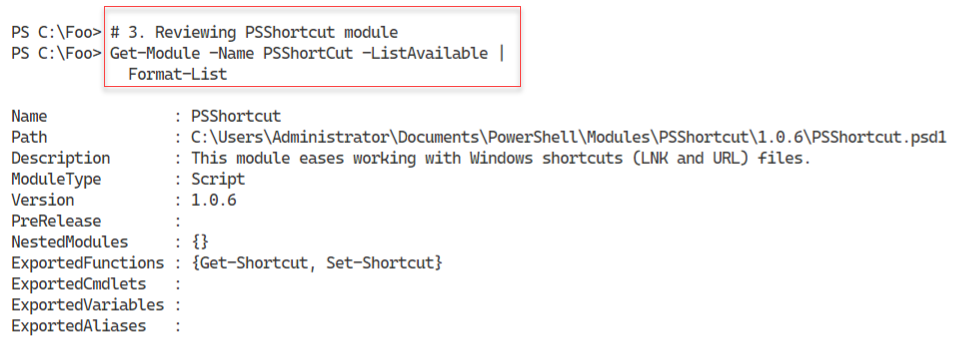 PS C:\Foo> # 3. Reviewing PSShortcut module
PS C:\Foo> Get-Module -Name PSShortCut -ListAvailable |
             Format-List

Name              : PSShortcut
Path              : C:\Users\Administrator\Documents\PowerShell\Modules\PSShortcut\1.0.6\PSShortcut.psd1
Description       : This module eases working with Windows shortcuts (LNK and URL) files.
ModuleType        : Script
Version           : 1.0.6
PreRelease        :
NestedModules     : {}
ExportedFunctions : {Get-Shortcut, Set-Shortcut}
ExportedCmdlets   :
ExportedVariables :
ExportedAliases   :